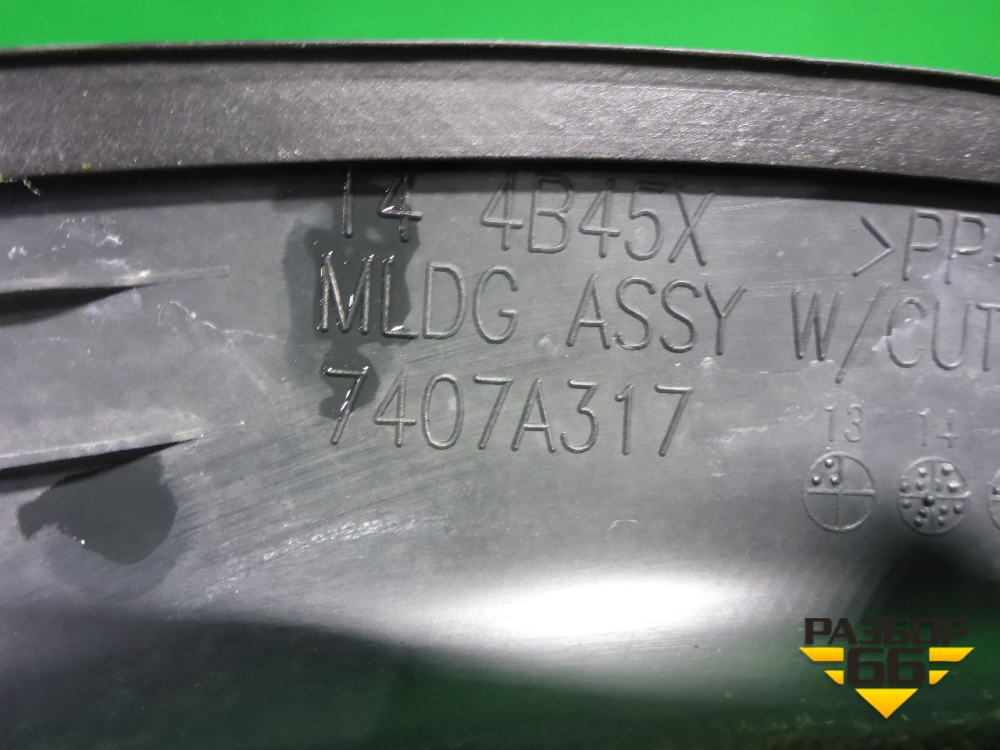 14 4B45X >PP-
MLDG ASSY W/CUT
7407A317
13 14
РАЗБОР
66